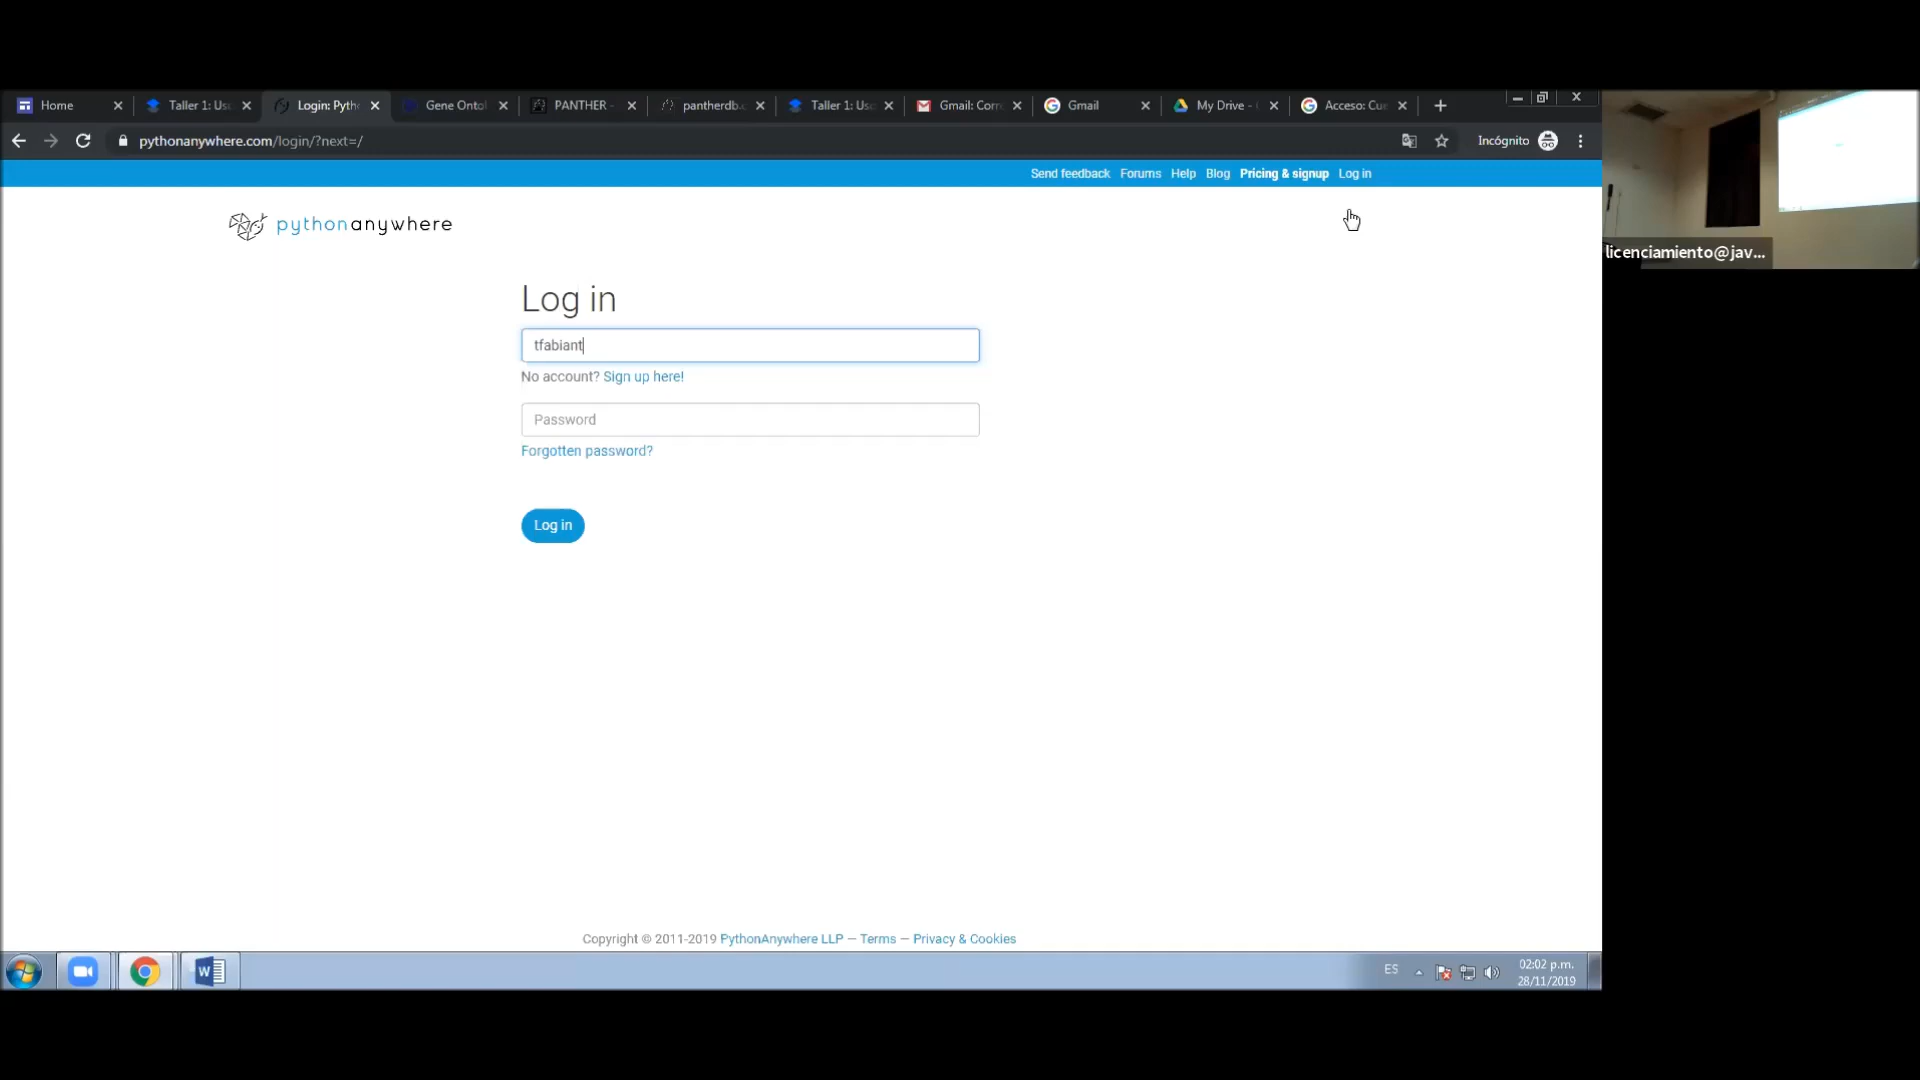 Home
Taller 1: Us
Login: Pyth
Gene Ontol
PANTHER -
pantherdb.
Taller 1: Us
Gmail: Corr
Gmail
My Drive -
Acceso: Cu
pythonanywhere.com/login/?next=/
Incógnito
Send feedback Forums Help Blog Pricing & signup Log in
pythonanywhere
licenciamiento@jav...
Log in
tfabiant
No account? Sign up here!
Password
Forgotten password?
Log in
Copyright © 2011-2019 PythonAnywhere LLP — Terms — Privacy & Cookies
ES
02:02 p.m.
28/11/2019